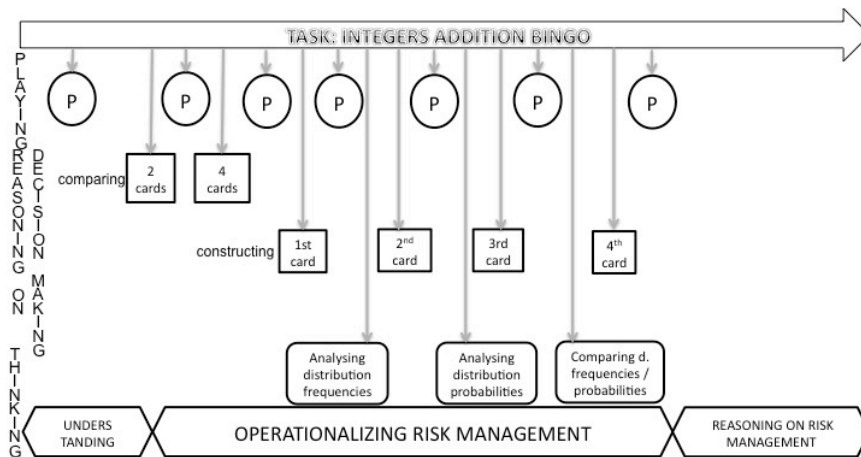 TASK: INTEGERS ADDITION BINGO
PLAYING
P
P
P
P
P
P
P
REASONING ON
DECISION MAKING
comparing
2
cards
4
cards
constructing
1st
card
2nd
card
3rd
card
4th
card
THINKING
Analysing
distribution
frequencies
Analysing
distribution
probabilities
Comparing d.
frequencies /
probabilities
UNDERS
TANDING
OPERATIONALIZING RISK MANAGEMENT
REASONING ON RISK
MANAGEMENT